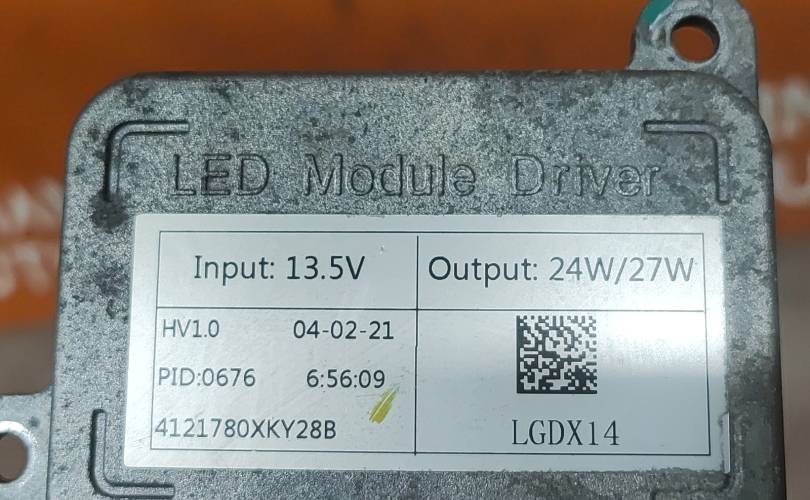 LED Module Driver
Input: 13.5V
Output: 24W/27W
HV1.0 04-02-21
PID:0676 6:56:09
4121780XKY28B
LGDX14